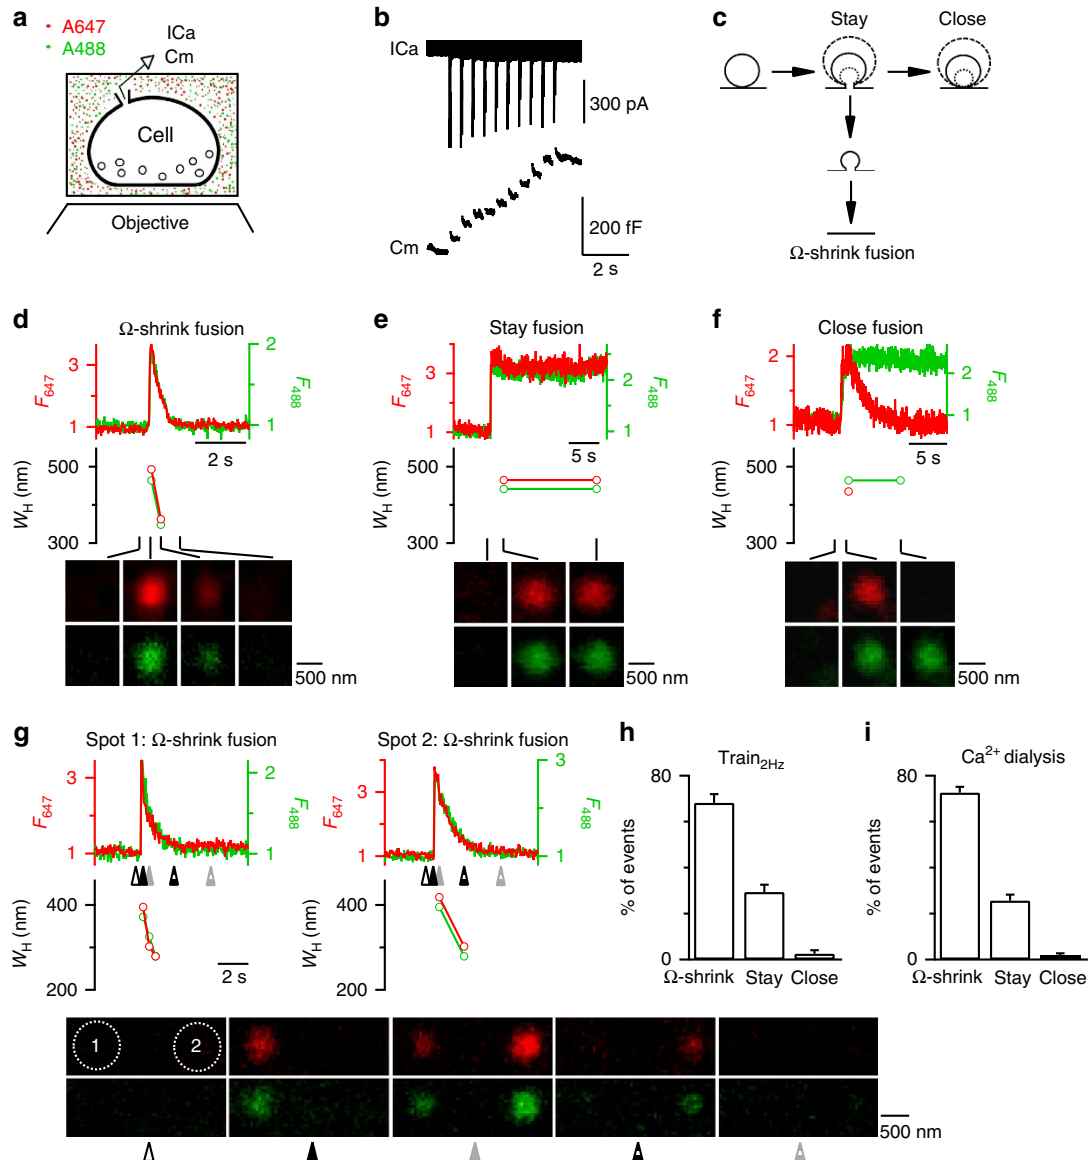 a
A647
A488
ICa
Cm
Cell
Objective
b
ICa
300 pA
Cm
200 fF
2 s
c
Stay
Close
Ω-shrink fusion
d
Ω-shrink fusion
3
1
F647
2
1
F488
2 s
500
300
WH (nm)
500 nm
e
Stay fusion
3
1
F647
2
1
F488
5 s
500
300
WH (nm)
500 nm
f
Close fusion
2
1
F647
2
1
F488
5 s
500
300
WH (nm)
500 nm
g
Spot 1: Ω-shrink fusion
3
1
F647
2
1
F488
400
200
WH (nm)
2 s
Spot 2: Ω-shrink fusion
3
1
F647
3
1
F488
400
200
WH (nm)
1
2
500 nm
h
Train2Hz
80
0
% of events
Ω-shrink Stay Close
i
Ca2+ dialysis
80
0
% of events
Ω-shrink Stay Close